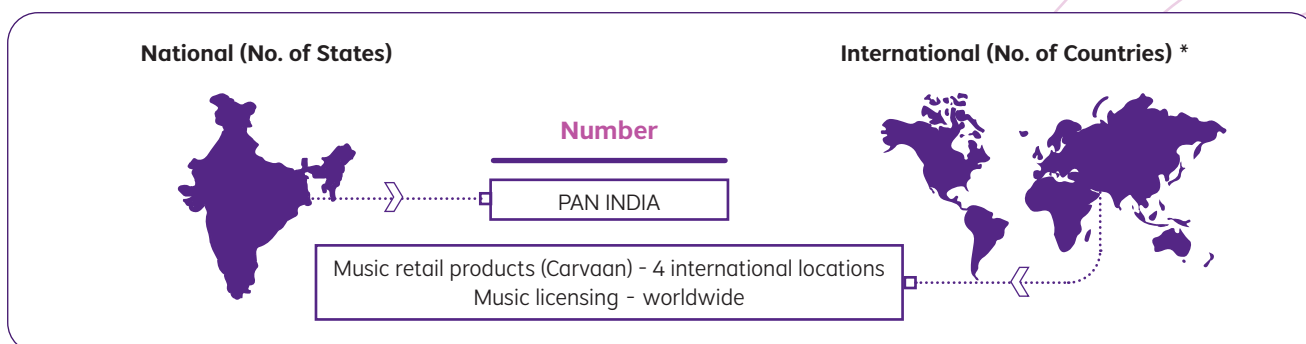 National (No. of States)
International (No. of Countries) *
Number
PAN INDIA
Music retail products (Carvaan) - 4 international locations
Music licensing - worldwide